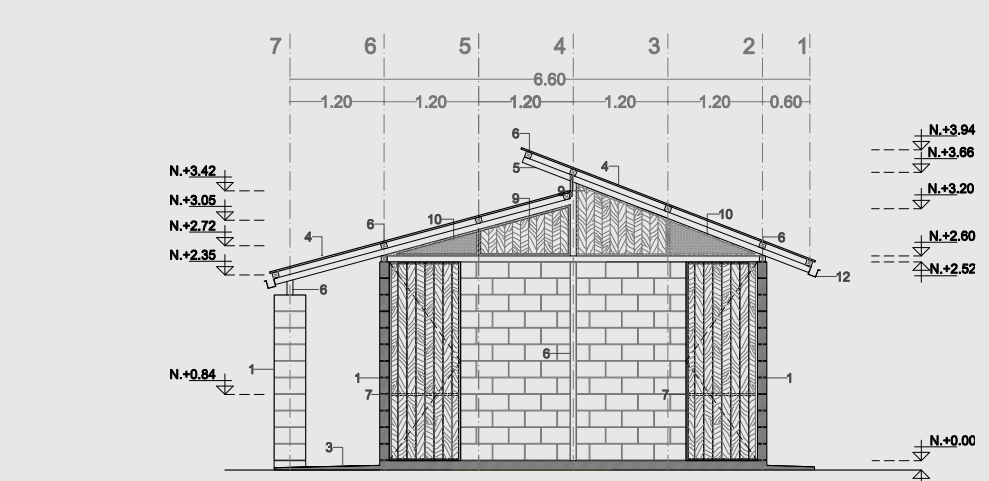 7 6 5 4 3 2 1
6.60
1.20 1.20 1.20 1.20 1.20 0.60
6
N.+3.94
N.+3.66
5 4
N.+3.42
9
N.+3.20
N.+3.05
9
10 10
N.+2.72
6 6
4
N.+2.60
N.+2.35
N.+2.52
12
6
6
1
N.+0.84
1 1
7 7
3
N.+0.00